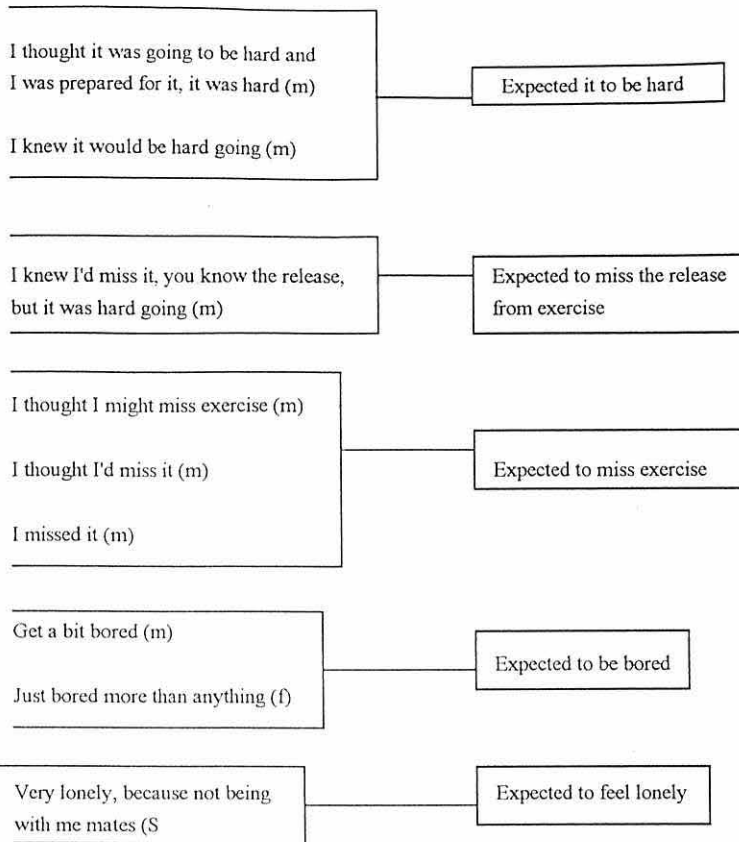 I thought it was going to be hard and
I was prepared for it, it was hard (m)
Expected it to be hard
I knew it would be hard going (m)
I knew I'd miss it, you know the release,
but it was hard going (m)
Expected to miss the release
from exercise
I thought I might miss exercise (m)
I thought I'd miss it (m)
Expected to miss exercise
I missed it (m)
Get a bit bored (m)
Just bored more than anything (f)
Expected to be bored
Very lonely, because not being
with me mates (S
Expected to feel lonely